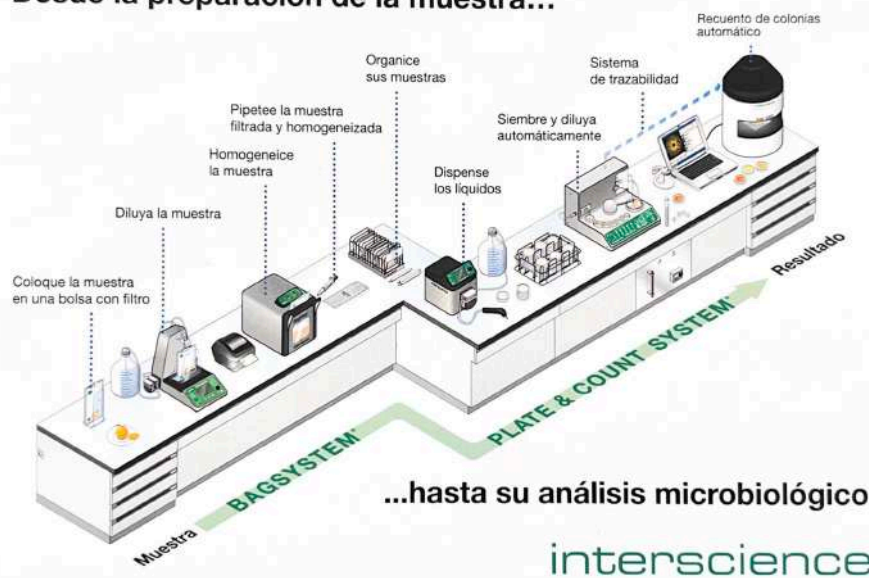 Desde la preparación de la muestra...
Recuento de colonias
automático
Organice
sus muestras
Sistema
de trazabilidad
Pipetee la muestra
filtrada y homogeneizada
Siembre y diluya
automáticamente
Homogeneice
la muestra
Dispense
los líquidos
Diluya la muestra
Coloque la muestra
en una bolsa con filtro
Resultado
PLATE & COUNT SYSTEM
BAGSYSTEM
Muestra
...hasta su análisis microbiológico
interscience